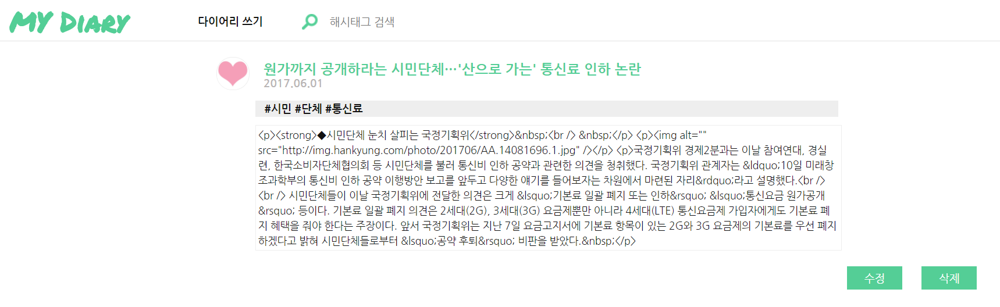 MY DIARY
다이어리 쓰기
해시태그 검색
원가까지 공개하라는 시민단체…'산으로 가는' 통신료 인하 논란
2017.06.01
#시민 #단체 #통신료
<p><strong>◆시민단체 눈치 살피는 국정기획위</strong>&nbsp;<br /> &nbsp;</p> <p><img alt=""
src="http://img.hankyung.com/photo/201706/AA.14081696.1.jpg" /></p> <p>국정기획위 경제2분과는 이날 참여연대, 경실
련, 한국소비자단체협의회 등 시민단체를 불러 통신비 인하 공약과 관련한 의견을 청취했다. 국정기획위 관계자는 &ldquo;10일 미래창
조과학부의 통신비 인하 공약 이행방안 보고를 앞두고 다양한 얘기를 들어보자는 차원에서 마련된 자리&rdquo;라고 설명했다.<br />
<br /> 시민단체들이 이날 국정기획위에 전달한 의견은 크게 &lsquo;기본료 일괄 폐지 또는 인하&rsquo; &lsquo;통신요금 원가공개
&rsquo; 등이다. 기본료 일괄 폐지 의견은 2세대(2G), 3세대(3G) 요금제뿐만 아니라 4세대(LTE) 통신요금제 가입자에게도 기본료 폐
지 혜택을 줘야 한다는 주장이다. 앞서 국정기획위는 지난 7일 요금고지서에 기본료 항목이 있는 2G와 3G 요금제의 기본료를 우선 폐지
하겠다고 밝혀 시민단체들로부터 &lsquo;공약 후퇴&rsquo; 비판을 받았다.&nbsp;</p>
수정
삭제